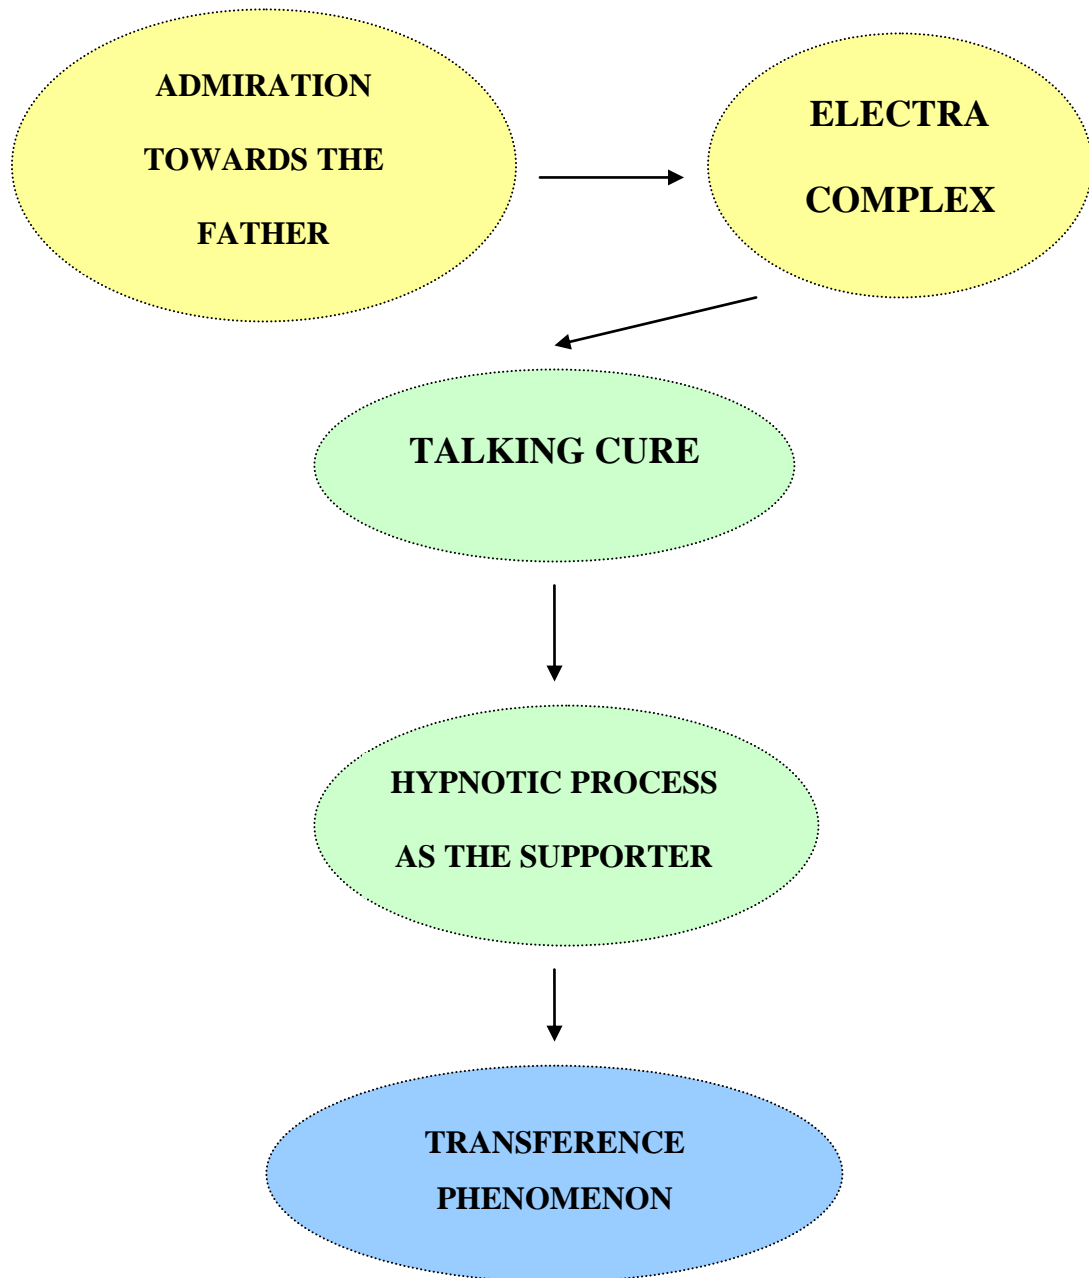 ADMIRATION
TOWARDS THE
FATHER
ELECTRA
COMPLEX
TALKING CURE
HYPNOTIC PROCESS
AS THE SUPPORTER
TRANSFERENCE
PHENOMENON